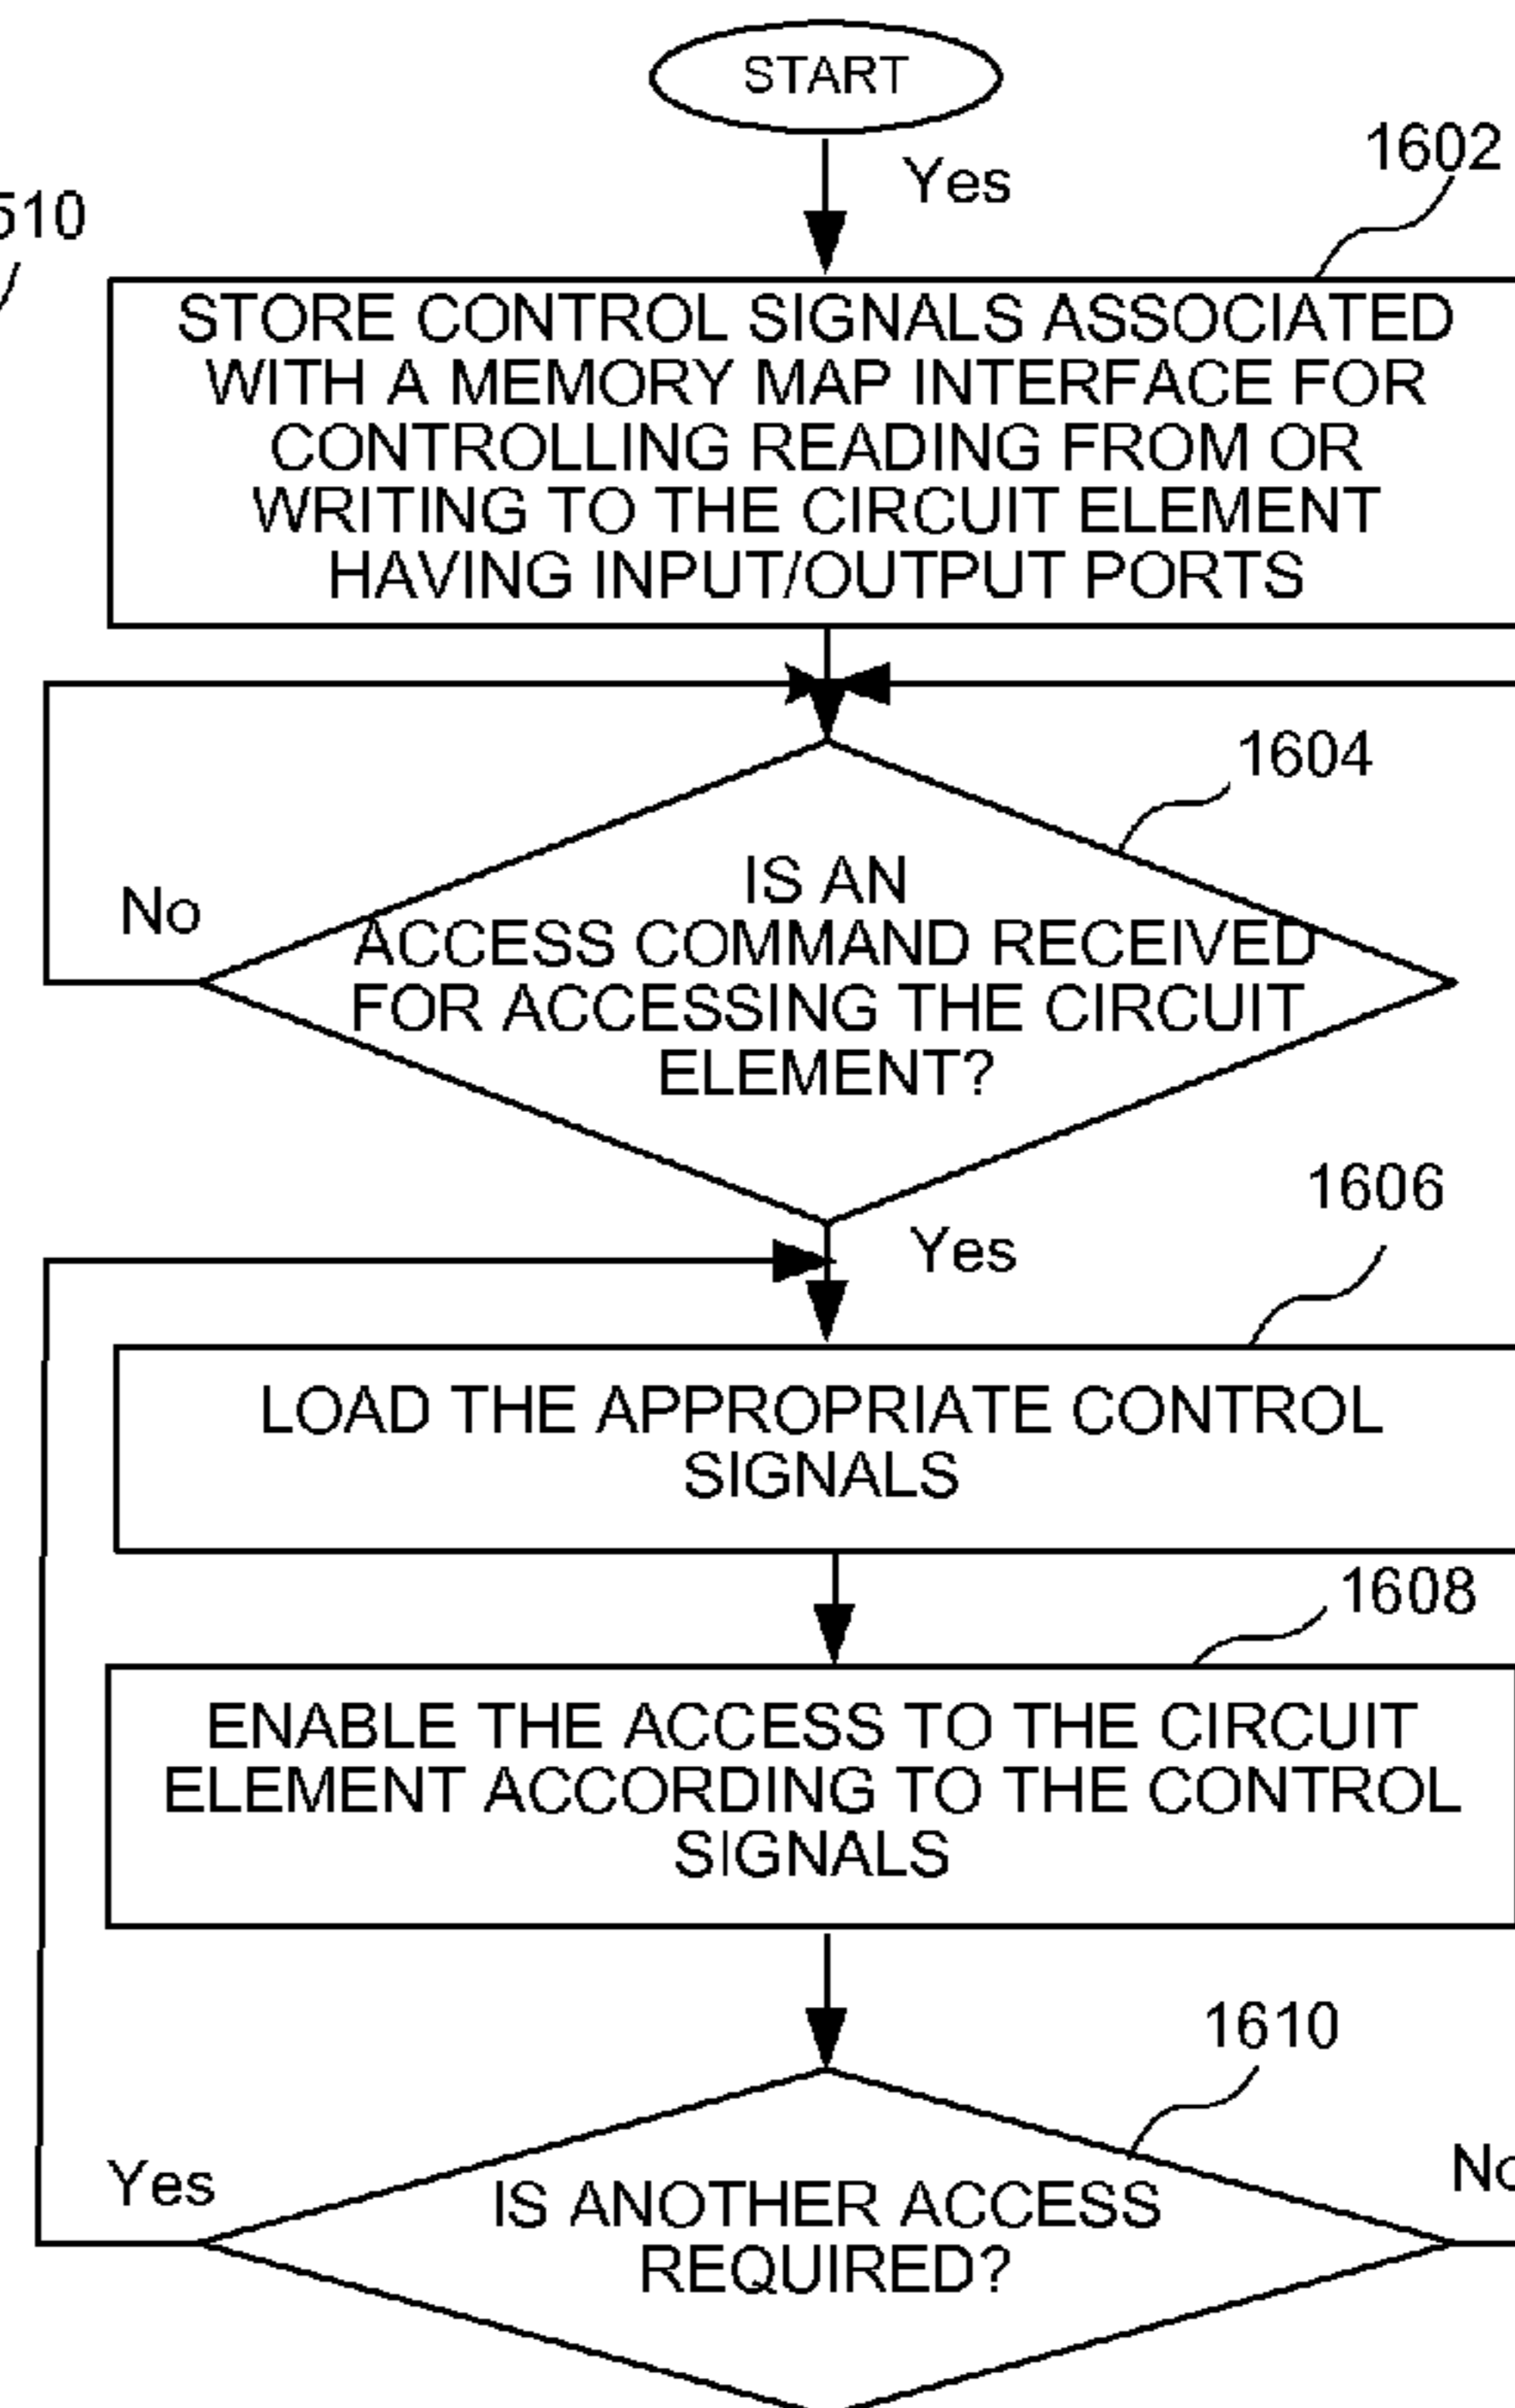 START
Yes
1602
510
STORE CONTROL SIGNALS ASSOCIATED
WITH A MEMORY MAP INTERFACE FOR
CONTROLLING READING FROM OR
WRITING TO THE CIRCUIT ELEMENT
HAVING INPUT/OUTPUT PORTS
1604
No
IS AN
ACCESS COMMAND RECEIVED
FOR ACCESSING THE CIRCUIT
ELEMENT?
1606
Yes
LOAD THE APPROPRIATE CONTROL
SIGNALS
1608
ENABLE THE ACCESS TO THE CIRCUIT
ELEMENT ACCORDING TO THE CONTROL
SIGNALS
1610
Yes
No
IS ANOTHER ACCESS
REQUIRED?